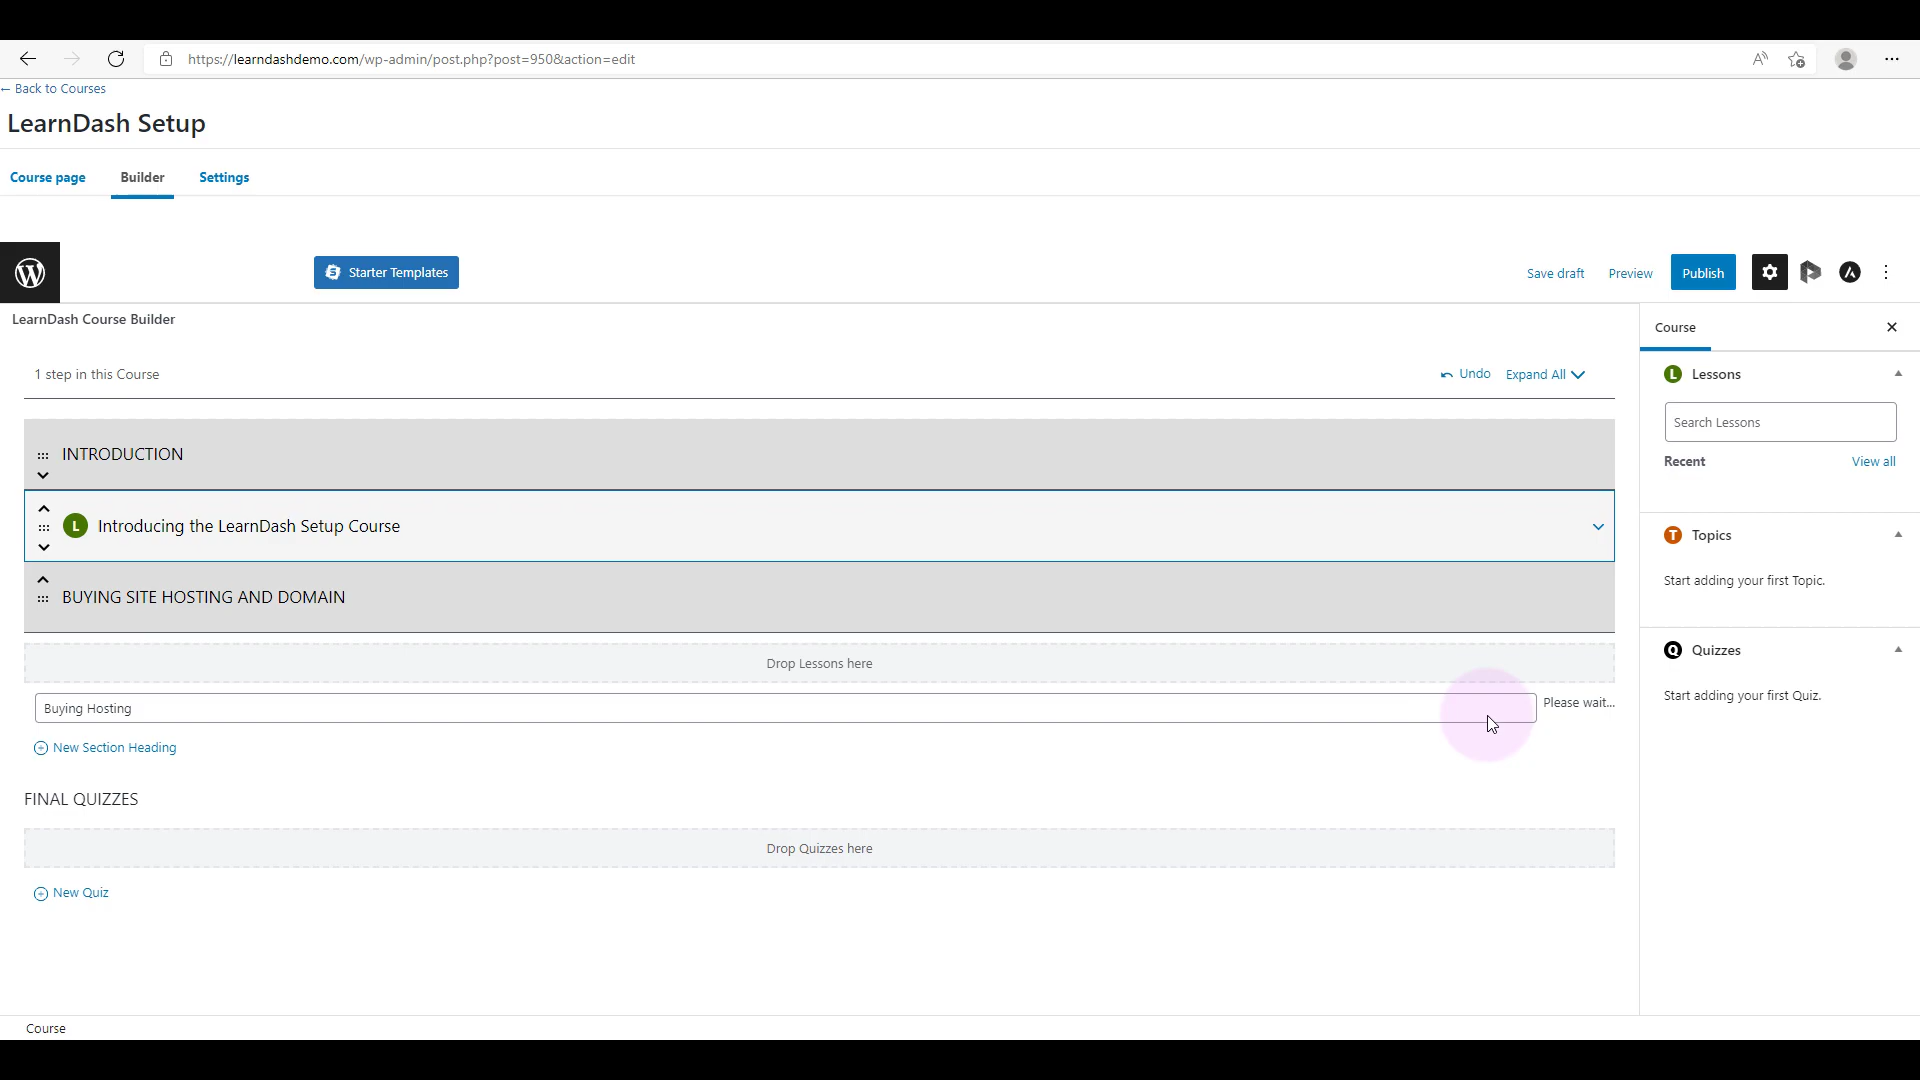 https://learndashdemo.com/wp-admin/post.php?post=950&action=edit
← Back to Courses
LearnDash Setup
Course page Builder Settings
Starter Templates
Save draft Preview Publish
LearnDash Course Builder
Course
1 step in this Course
Undo Expand All
L Lessons
Search Lessons
Recent View all
INTRODUCTION
L Introducing the LearnDash Setup Course
T Topics
Start adding your first Topic.
BUYING SITE HOSTING AND DOMAIN
Drop Lessons here
Q Quizzes
Start adding your first Quiz.
Buying Hosting
Please wait...
New Section Heading
FINAL QUIZZES
Drop Quizzes here
New Quiz
Course